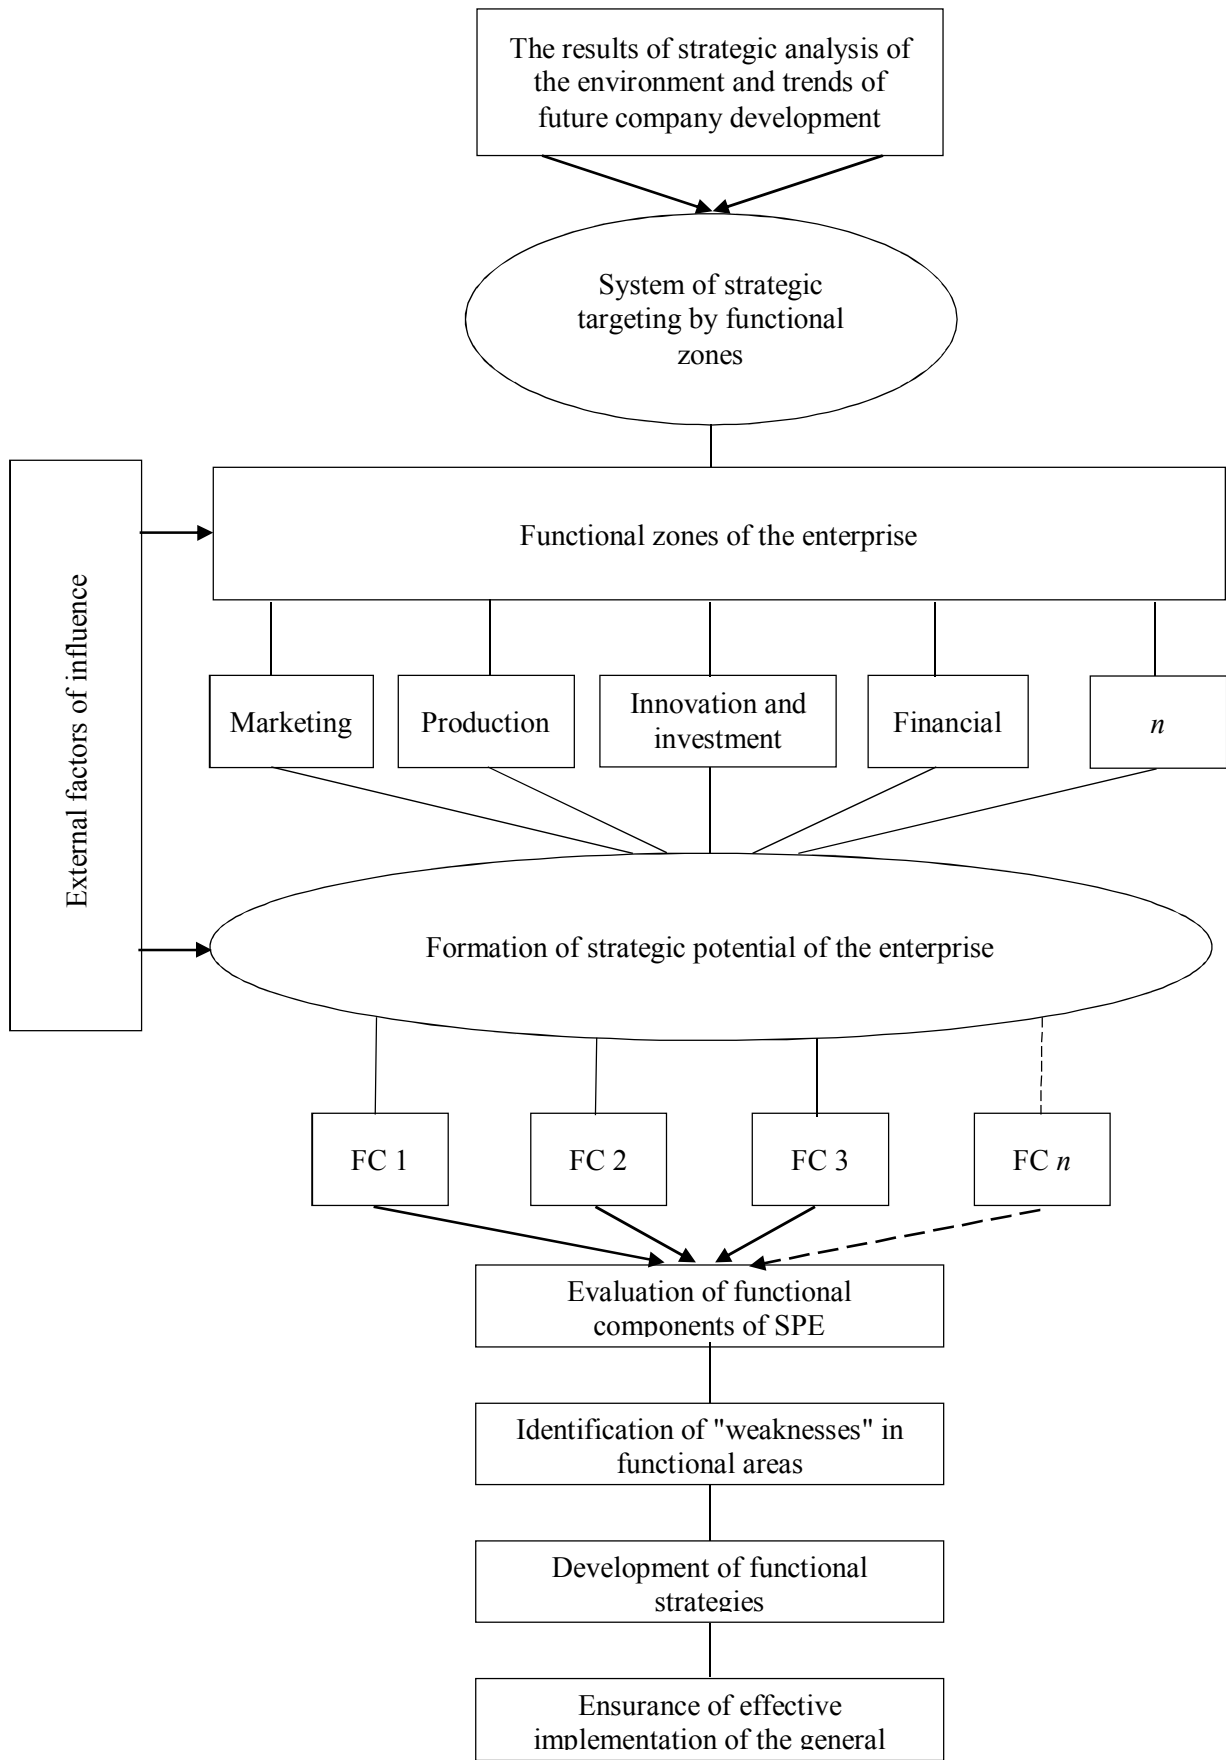 The results of strategic analysis of
the environment and trends of
future company development
System of strategic
targeting by functional
zones
External factors of influence
Functional zones of the enterprise
Marketing
Production
Innovation and
investment
Financial
n
Formation of strategic potential of the enterprise
FC 1
FC 2
FC 3
FC n
Evaluation of functional
components of SPE
Identification of "weaknesses" in
functional areas
Development of functional
strategies
Ensurance of effective
implementation of the general